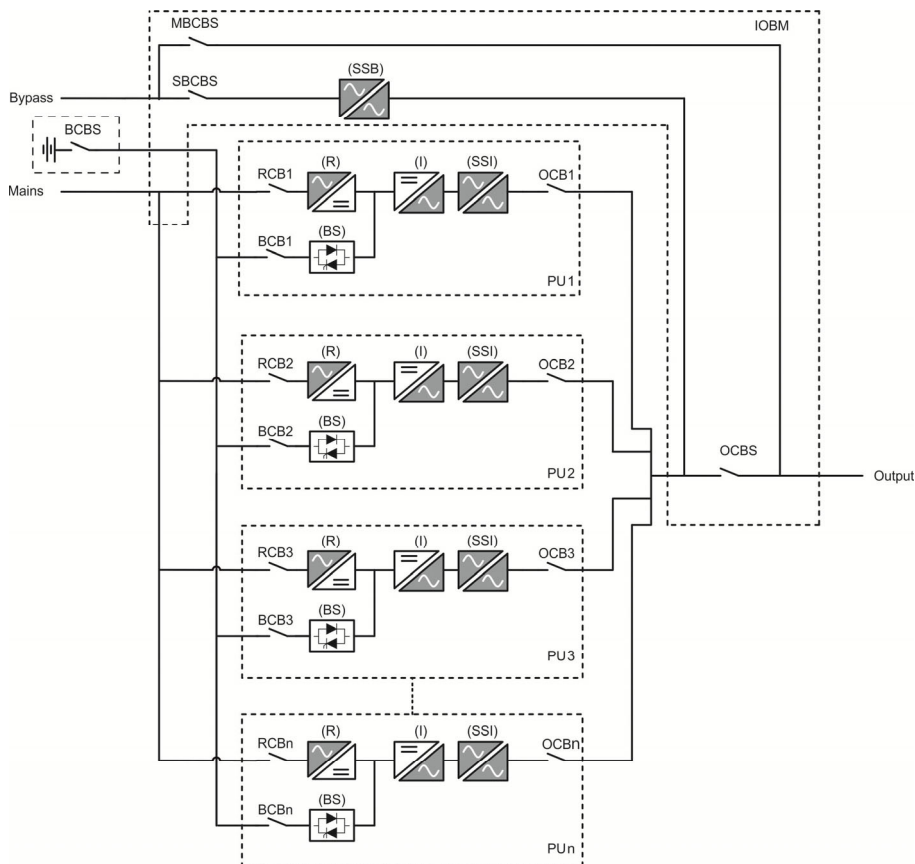 MBCBS
IOBM
(SSB)
SBCBS
Bypass
BCBS
(R)
(I)
(SSI)
RCB1
OCB1
Mains
(BS)
BCB1
PU1
(R)
(I)
(SSI)
RCB2
OCB2
(BS)
BCB2
PU2
OCBS
Output
(R)
(I)
(SSI)
RCB3
OCB3
(BS)
BCB3
PU3
(R)
(I)
(SSI)
RCBn
OCBn
(BS)
BCBn
PUn